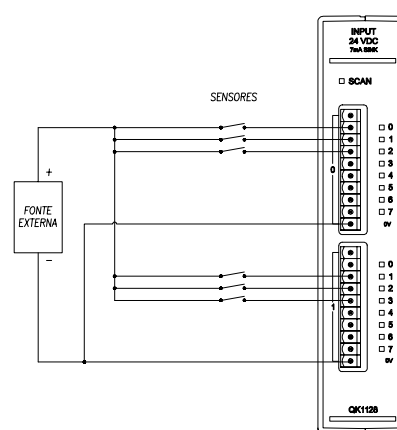 INPUT
24 VDC
7mA SINK
SCAN
SENSORES
0
1
2
3
4
5
6
7
0V
0
+
FONTE
EXTERNA
−
0
1
2
3
4
5
6
7
0V
1
QK1128